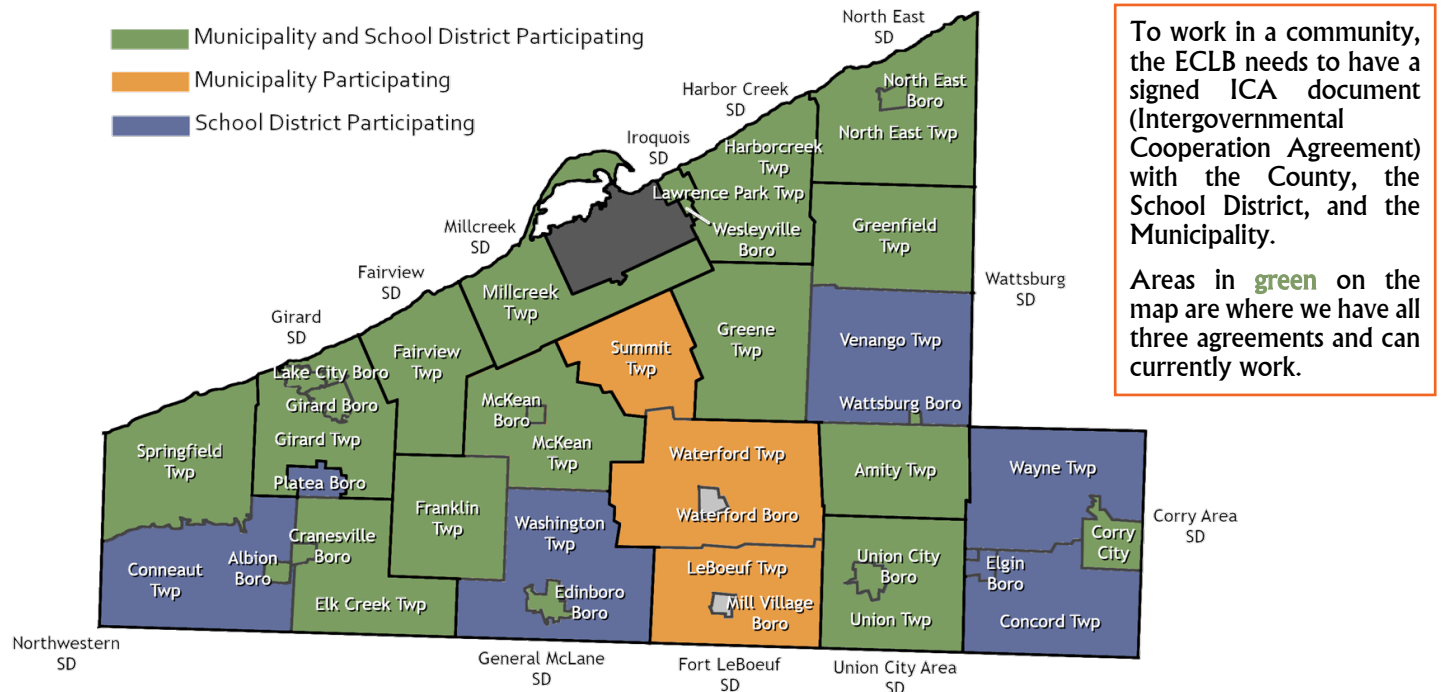 Municipality and School District Participating
Municipality Participating
School District Participating
North East
SD
Harbor Creek
SD
Iroquois
SD
Millcreek
SD
Fairview
SD
Girard
SD
Wattsburg
SD
Corry Area
SD
Northwestern
SD
General McLane
SD
Fort LeBoeuf
SD
Union City Area
SD
North East
Boro
North East Twp
Harborcreek
Twp
Lawrence Park Twp
Wesleyville
Boro
Greenfield
Twp
Millcreek
Twp
Summit
Twp
Greene
Twp
Venango Twp
Wattsburg Boro
Fairview
Twp
Lake City Boro
Girard Boro
Girard Twp
Platea Boro
Springfield
Twp
McKean
Boro
McKean
Twp
Waterford Twp
Waterford Boro
Amity Twp
Wayne Twp
Corry
City
Franklin
Twp
Washington
Twp
Edinboro
Boro
Cranesville
Boro
Albion
Boro
Conneaut
Twp
Elk Creek Twp
LeBoeuf Twp
Mill Village
Boro
Union City
Boro
Union Twp
Elgin
Boro
Concord Twp
To work in a community,
the ECLB needs to have a
signed ICA document
(Intergovernmental
Cooperation Agreement)
with the County, the
School District, and the
Municipality.
Areas in green on the
map are where we have all
three agreements and can
currently work.